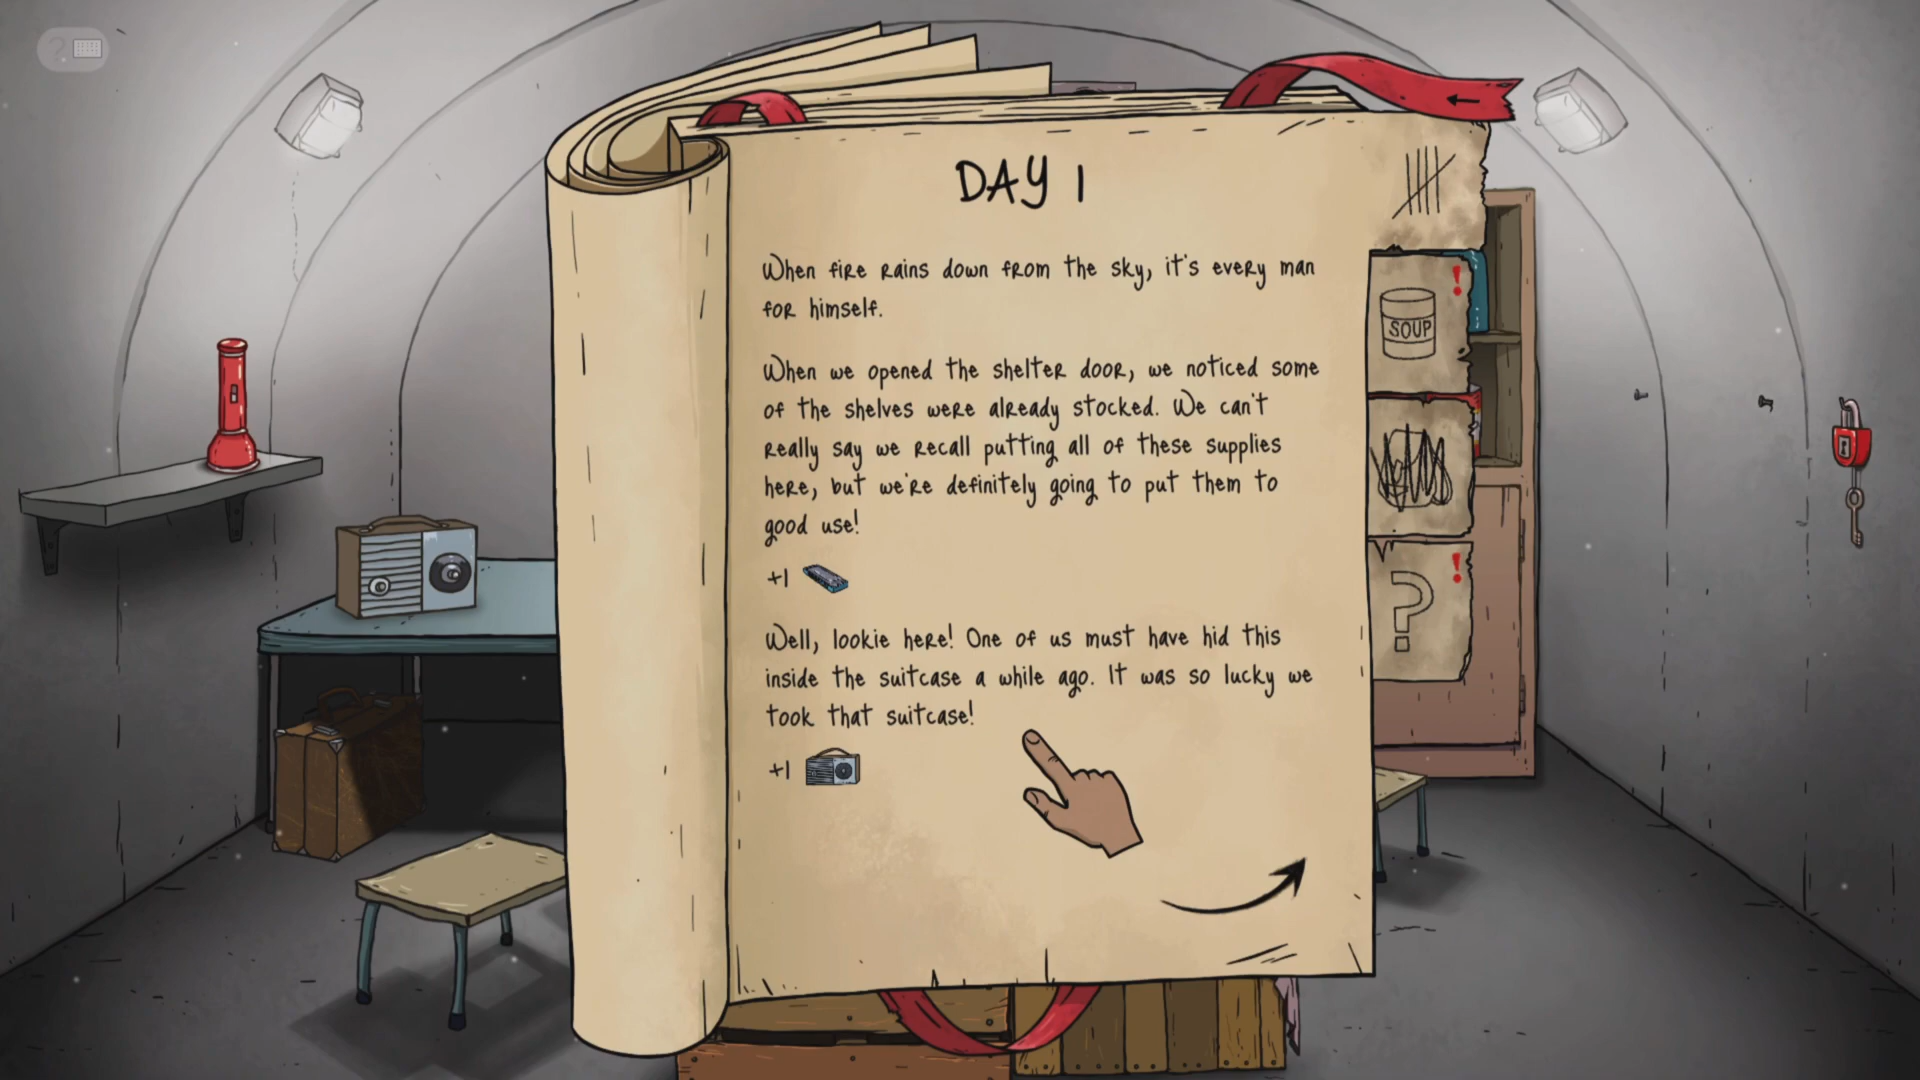 DAY 1
When fire rains down from the sky, it's every man
for himself.
When we opened the shelter door, we noticed some
of the shelves were already stocked. We can't
really say we recall putting all of these supplies
here, but we're definitely going to put them to
good use!
+1
Well, lookie here! One of us must have hid this
inside the suitcase a while ago. It was so lucky we
took that suitcase!
+1
!
SOUP
!
?
?